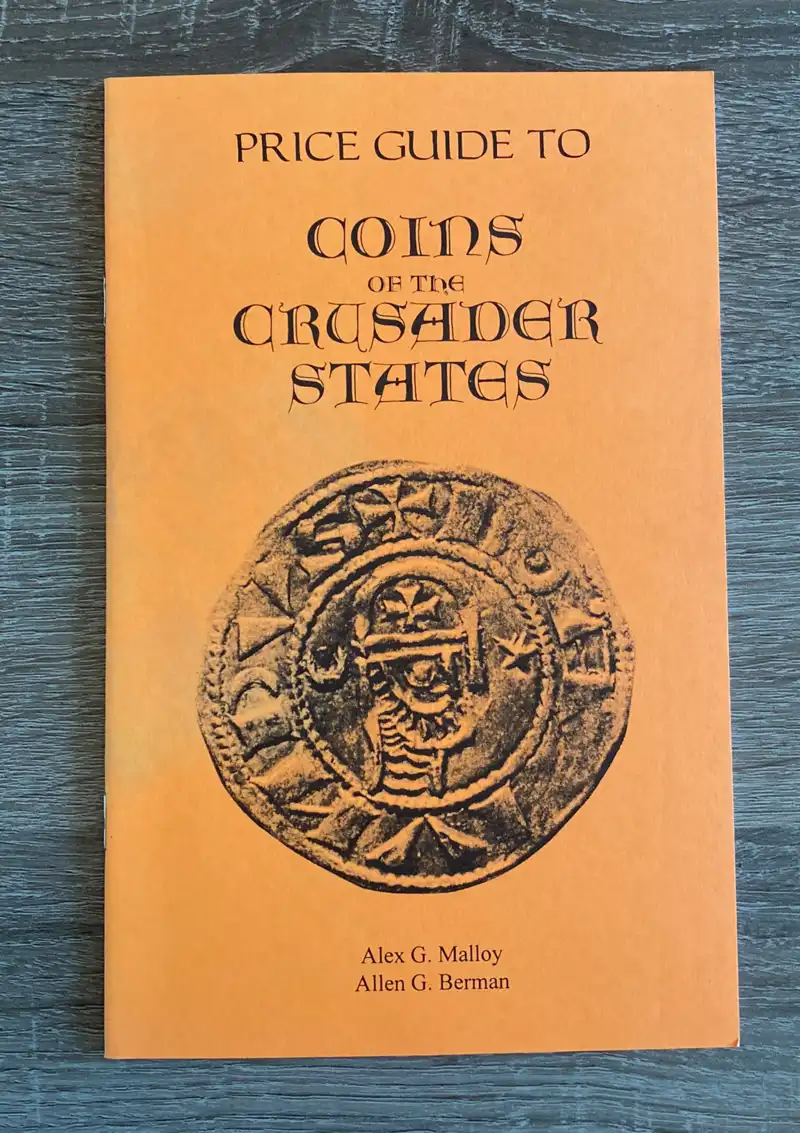 PRICE GUIDE TO
COINS
OF THE
CRUSADER
STATES
Alex G. Malloy
Allen G. Berman